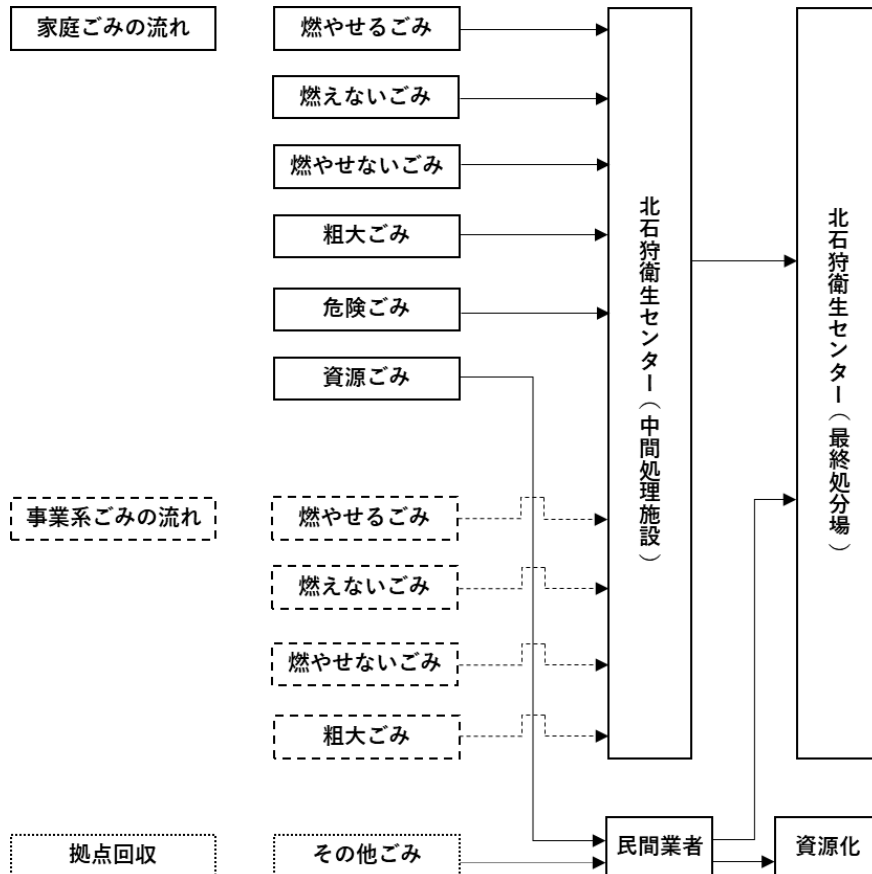 家庭ごみの流れ
燃やせるごみ
燃えないごみ
燃やせないごみ
粗大ごみ
危険ごみ
資源ごみ
事業系ごみの流れ
燃やせるごみ
燃えないごみ
燃やせないごみ
粗大ごみ
拠点回収
その他ごみ
北石狩衛生センター（中間処理施設）
北石狩衛生センター（最終処分場）
民間業者
資源化